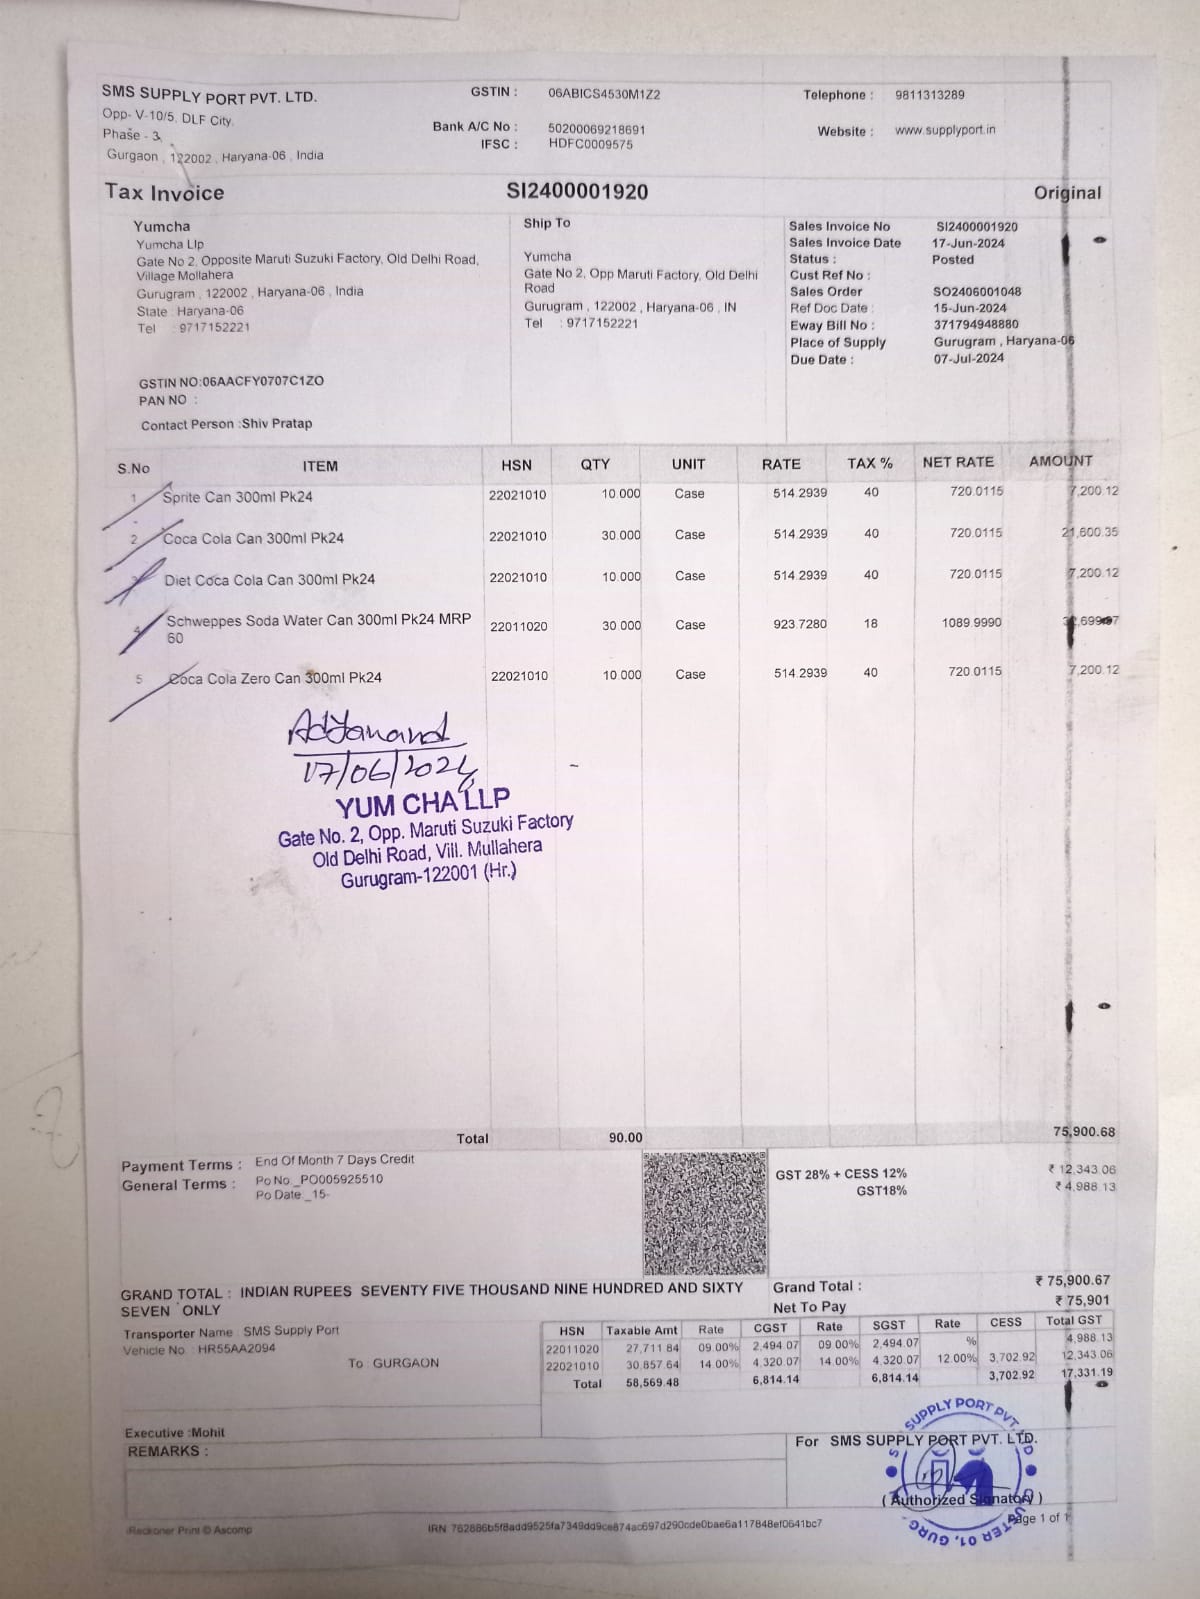 SMS SUPPLY PORT PVT. LTD.
Opp- V-10/5, DLF City,
Phase - 3,
Gurgaon , 122002 , Haryana-06 , India
GSTIN : 06ABICS4530M1Z2
Bank A/C No : 50200069218691
IFSC : HDFC0009575
Telephone : 9811313289
Website : www.supplyport.in
Tax Invoice SI2400001920 Original
Yumcha
Yumcha Llp
Gate No 2, Opposite Maruti Suzuki Factory, Old Delhi Road,
Village Mollahera
Gurugram , 122002 , Haryana-06 , India
State : Haryana-06
Tel : 9717152221
GSTIN NO:06AACFY0707C1ZO
PAN NO :
Contact Person :Shiv Pratap
Ship To
Yumcha
Gate No 2, Opp Maruti Factory, Old Delhi
Road
Gurugram , 122002 , Haryana-06 , IN
Tel : 9717152221
Sales Invoice No SI2400001920
Sales Invoice Date 17-Jun-2024
Status : Posted
Cust Ref No :
Sales Order SO2406001048
Ref Doc Date : 15-Jun-2024
Eway Bill No : 371794948880
Place of Supply Gurugram , Haryana-06
Due Date : 07-Jul-2024
S.No ITEM HSN QTY UNIT RATE TAX % NET RATE AMOUNT
1 Sprite Can 300ml Pk24 22021010 10.000 Case 514.2939 40 720.0115 7,200.12
2 Coca Cola Can 300ml Pk24 22021010 30.000 Case 514.2939 40 720.0115 21,600.35
3 Diet Coca Cola Can 300ml Pk24 22021010 10.000 Case 514.2939 40 720.0115 7,200.12
4 Schweppes Soda Water Can 300ml Pk24 MRP 22011020 30.000 Case 923.7280 18 1089.9990
60
5 Coca Cola Zero Can 300ml Pk24 22021010 10.000 Case 514.2939 40 720.0115 7,200.12
17/06/2024
YUM CHA LLP
Gate No. 2, Opp. Maruti Suzuki Factory
Old Delhi Road, Vill. Mullahera
Gurugram-122001 (Hr.)
Total 90.00 75,900.68
Payment Terms : End Of Month 7 Days Credit
General Terms : Po No._PO005925510
Po Date _15-
GST 28% + CESS 12% ₹ 12,343.06
GST18% ₹ 4,988.13
GRAND TOTAL : INDIAN RUPEES SEVENTY FIVE THOUSAND NINE HUNDRED AND SIXTY
SEVEN ONLY
Grand Total : ₹ 75,900.67
Net To Pay ₹ 75,901
Transporter Name : SMS Supply Port
Vehicle No : HR55AA2094
To : GURGAON
HSN Taxable Amt Rate CGST Rate SGST Rate CESS Total GST
22011020 27,711.84 09.00% 2,494.07 09.00% 2,494.07 % 4,988.13
22021010 30,857.64 14.00% 4,320.07 14.00% 4,320.07 12.00% 3,702.92 12,343.06
Total 58,569.48 6,814.14 6,814.14 3,702.92 17,331.19
Executive :Mohit
REMARKS :
For SMS SUPPLY PORT PVT. LTD.
SUPPLY PORT PVT.
( Authorized Signatory )
Reckoner Print © Ascomp
IRN 762886b5f8add9525fa7349dd9ce874ac697d290cde0bae6a117848ef0641bc7
Page 1 of 1